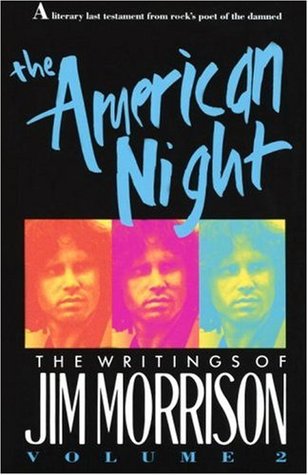 A literary last testament from rock's poet of the damned
the
American
Night
THE WRITINGS OF
JIM MORRISON
VOLUME 2